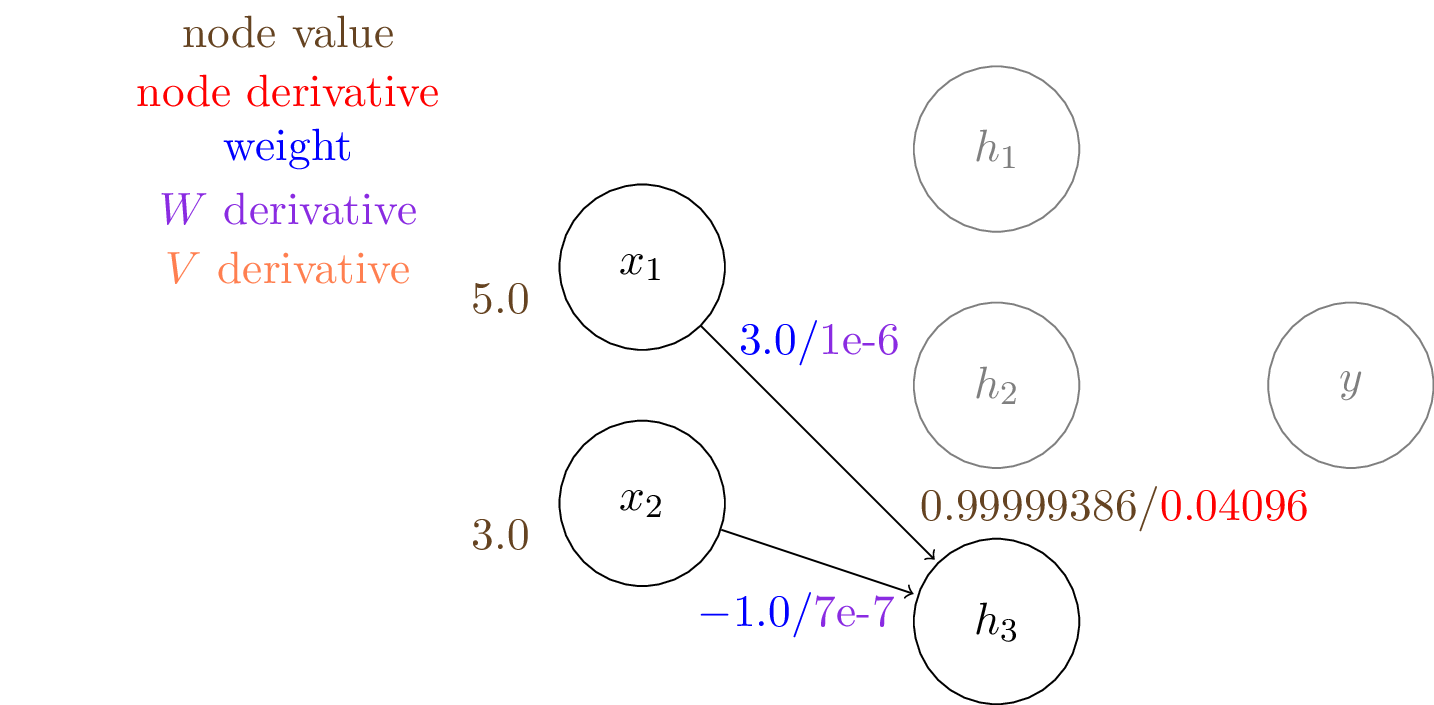 node value
node derivative
weight
W derivative
V derivative
h₁
x₁
5.0
3.0/1e-6
h₂
y
x₂
0.99999386/0.04096
3.0
−1.0/7e-7
h₃